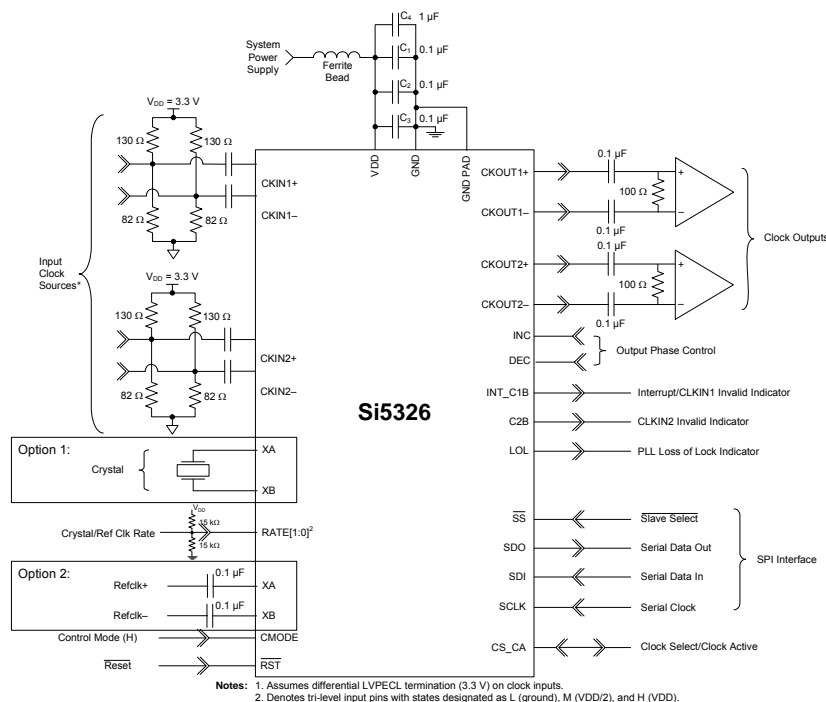 C4 1 µF
System
Power
Supply
Ferrite
Bead
C1 0.1 µF
C2 0.1 µF
C3 0.1 µF
VDD = 3.3 V
130 Ω 130 Ω
82 Ω 82 Ω
CKIN1+
CKIN1–
Input
Clock
Sources*
VDD = 3.3 V
130 Ω 130 Ω
82 Ω 82 Ω
CKIN2+
CKIN2–
VDD
GND
GND PAD
Si5326
CKOUT1+
0.1 µF
100 Ω
+
–
CKOUT1–
0.1 µF
Clock Outputs
CKOUT2+
0.1 µF
100 Ω
+
–
CKOUT2–
0.1 µF
INC
DEC
Output Phase Control
INT_C1B Interrupt/CLKIN1 Invalid Indicator
C2B CLKIN2 Invalid Indicator
LOL PLL Loss of Lock Indicator
Option 1:
Crystal
XA
XB
VDD
15 kΩ
15 kΩ
Crystal/Ref Clk Rate RATE[1:0]2
Option 2:
Refclk+ 0.1 µF XA
Refclk– 0.1 µF XB
Control Mode (H) CMODE
Reset RST
SS Slave Select
SDO Serial Data Out
SDI Serial Data In
SCLK Serial Clock
SPI Interface
CS_CA Clock Select/Clock Active
Notes: 1. Assumes differential LVPECL termination (3.3 V) on clock inputs.
2. Denotes tri-level input pins with states designated as L (ground), M (VDD/2), and H (VDD).